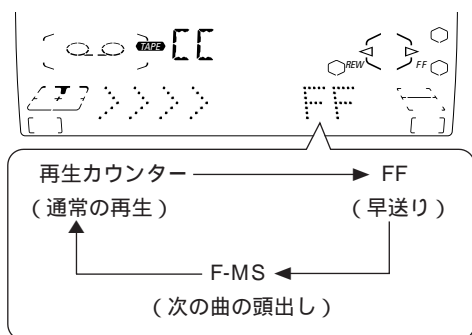 TAPE CC
REW FF
FF
再生カウンター FF
(通常の再生) (早送り)
F-MS
(次の曲の頭出し)